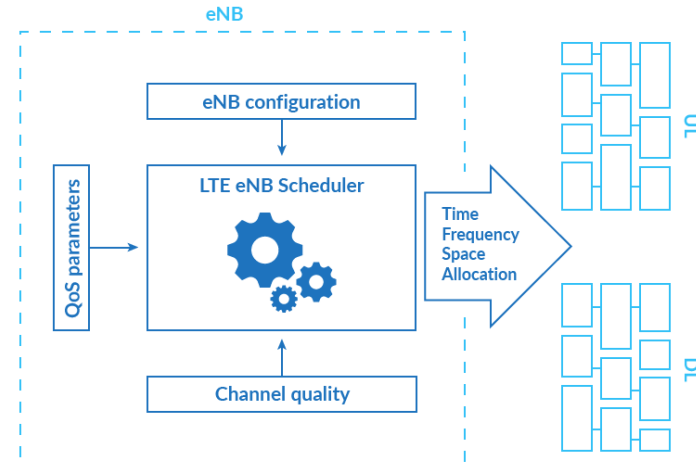 eNB
eNB configuration
LTE eNB Scheduler
QoS parameters
Time
Frequency
Space
Allocation
Channel quality
UL
DL